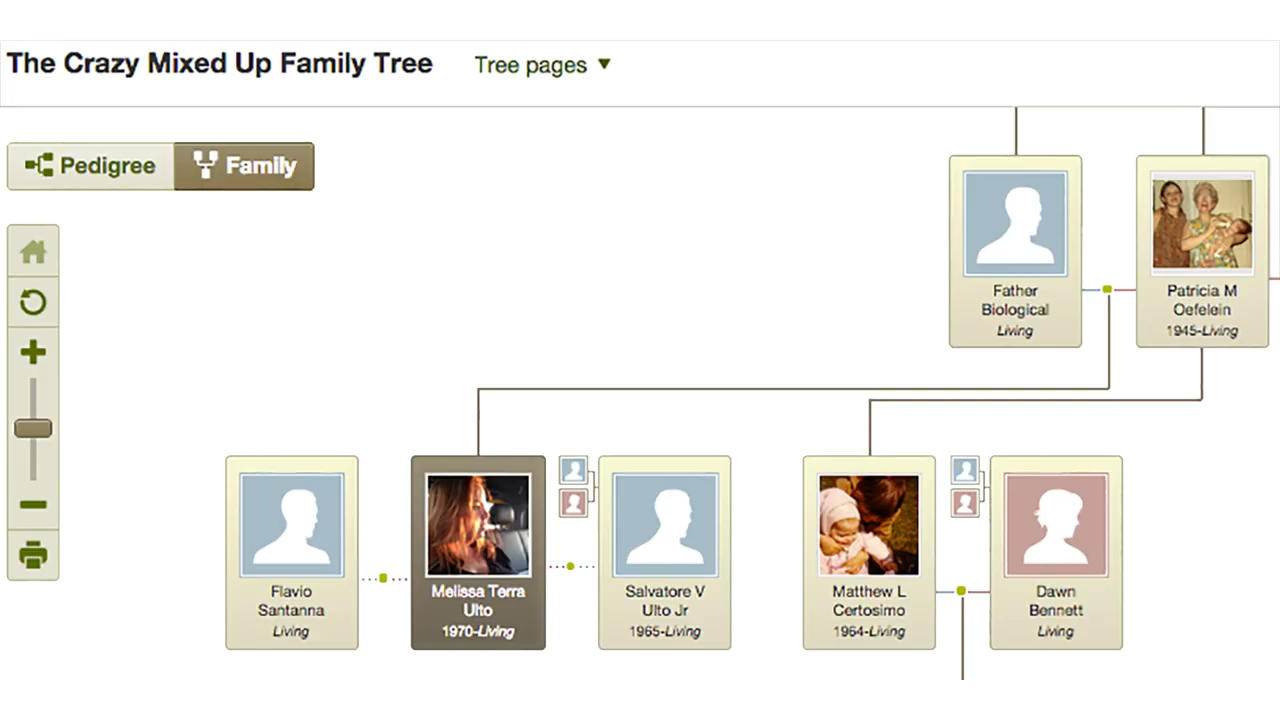 The Crazy Mixed Up Family Tree
Tree pages
Pedigree
Family
Father
Biological
Living
Patricia M
Oefelein
1945-Living
Flavio
Santanna
Living
Melissa Terra
Ulto
1970-Living
Salvatore V
Ulto Jr
1965-Living
Matthew L
Certosimo
1964-Living
Dawn
Bennett
Living